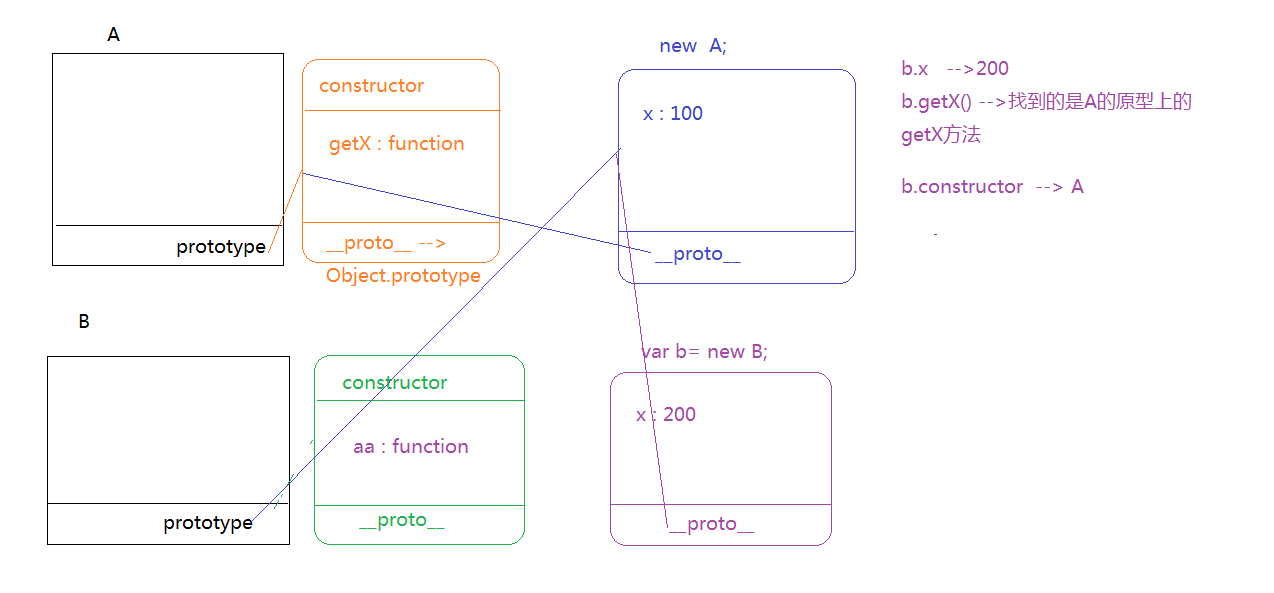 A
constructor
getX : function
__proto__ -->
Object.prototype
prototype
new A;
x : 100
__proto__
b.x -->200
b.getX() -->找到的是A的原型上的
getX方法
b.constructor --> A
B
constructor
aa : function
__proto__
prototype
var b= new B;
x : 200
__proto__